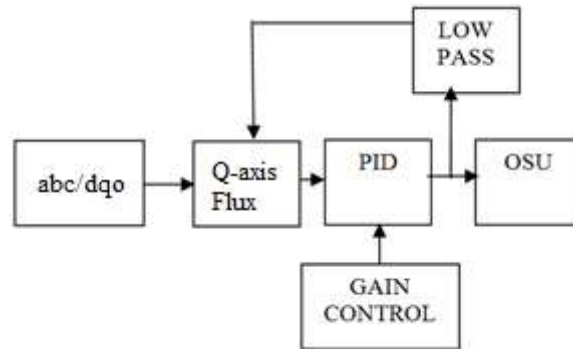 LOW
PASS
abc/dqo
Q-axis
Flux
PID
OSU
GAIN
CONTROL